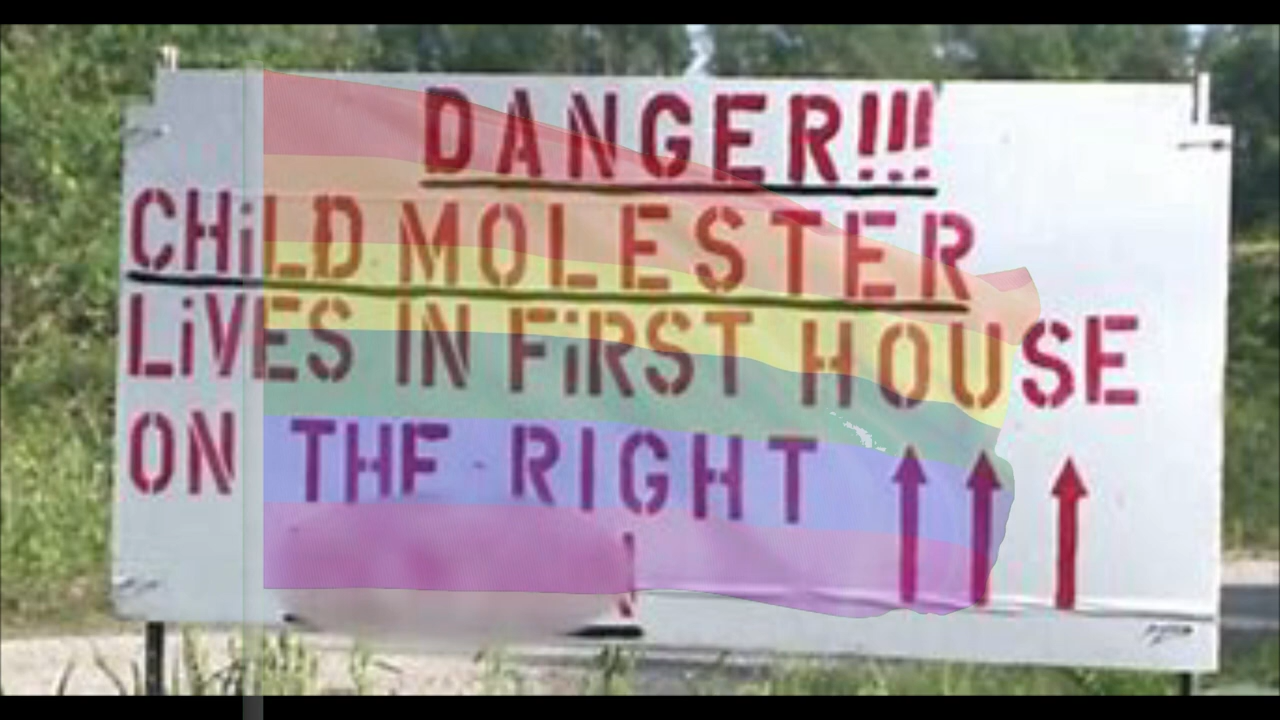 DANGER!!!
CHiLD MOLESTER
LiVES IN FiRST HOUSE
ON THE RIGHT